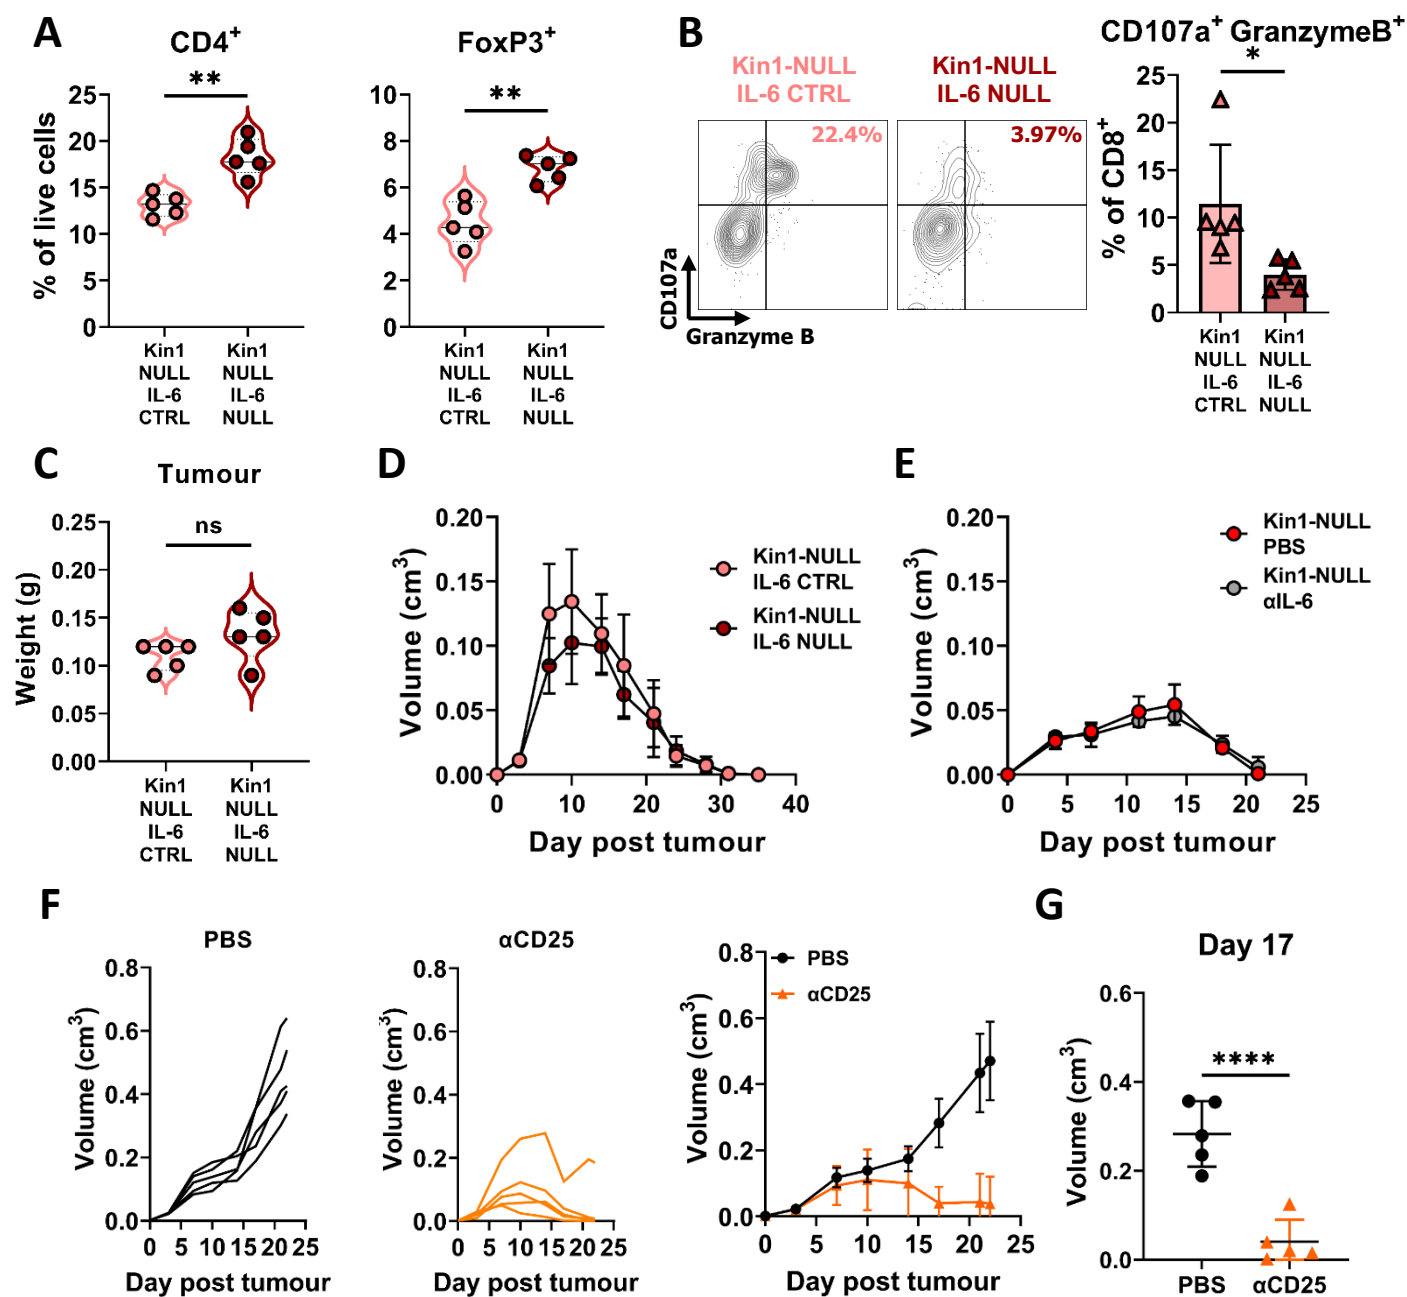 A
CD4+
**
% of live cells
25
20
15
10
5
0
Kin1
NULL
IL-6
CTRL
Kin1
NULL
IL-6
NULL
FoxP3+
**
10
8
6
4
2
0
Kin1
NULL
IL-6
CTRL
Kin1
NULL
IL-6
NULL
B
Kin1-NULL
IL-6 CTRL
Kin1-NULL
IL-6 NULL
22.4%
3.97%
CD107a
Granzyme B
CD107a+ GranzymeB+
*
% of CD8+
25
20
15
10
5
0
Kin1
NULL
IL-6
CTRL
Kin1
NULL
IL-6
NULL
C
Tumour
ns
Weight (g)
0.25
0.20
0.15
0.10
0.05
0.00
Kin1
NULL
IL-6
CTRL
Kin1
NULL
IL-6
NULL
D
Volume (cm3)
0.20
0.15
0.10
0.05
0.00
0 10 20 30 40
Day post tumour
Kin1-NULL
IL-6 CTRL
Kin1-NULL
IL-6 NULL
E
Volume (cm3)
0.20
0.15
0.10
0.05
0.00
0 5 10 15 20 25
Day post tumour
Kin1-NULL
PBS
Kin1-NULL
αIL-6
F
PBS
Volume (cm3)
0.8
0.6
0.4
0.2
0.0
0 5 10 15 20 25
Day post tumour
αCD25
Volume (cm3)
0.8
0.6
0.4
0.2
0.0
0 5 10 15 20 25
Day post tumour
Volume (cm3)
0.8
0.6
0.4
0.2
0.0
0 5 10 15 20 25
Day post tumour
PBS
αCD25
G
Day 17
****
Volume (cm3)
0.6
0.4
0.2
0.0
PBS αCD25